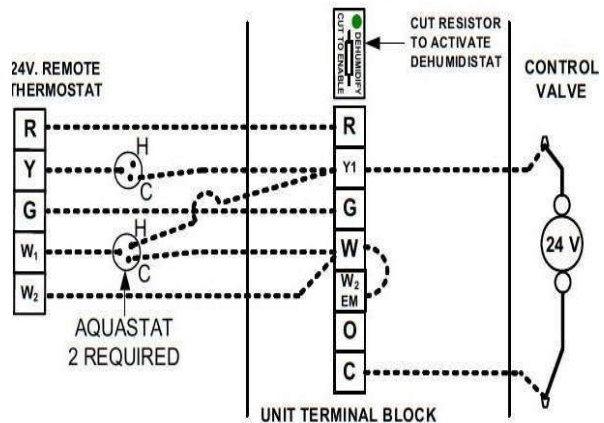 DEHUMIDIFY
CUT TO ENABLE
CUT RESISTOR
TO ACTIVATE
DEHUMIDISTAT
24V. REMOTE
THERMOSTAT
CONTROL
VALVE
R
Y
G
W1
W2
H
C
H
C
AQUASTAT
2 REQUIRED
R
Y1
G
W
W2
EM
O
C
24 V
UNIT TERMINAL BLOCK